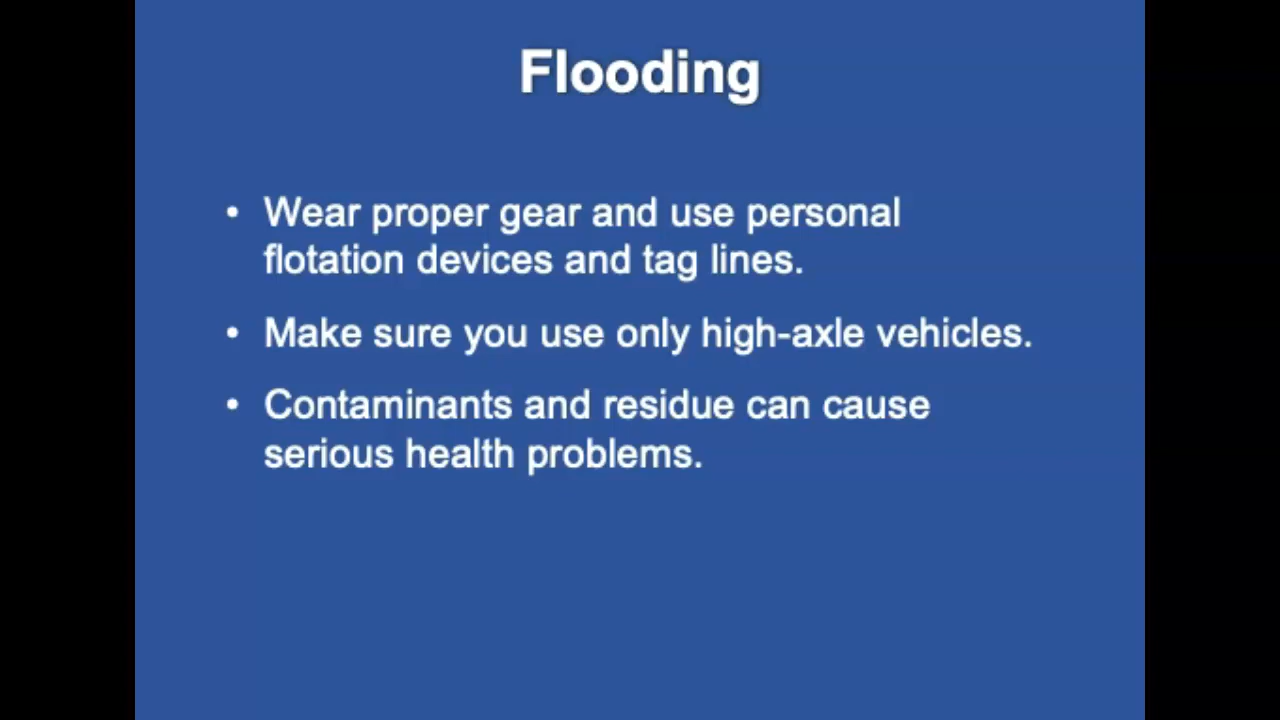 Flooding
• Wear proper gear and use personal
flotation devices and tag lines.
• Make sure you use only high-axle vehicles.
• Contaminants and residue can cause
serious health problems.